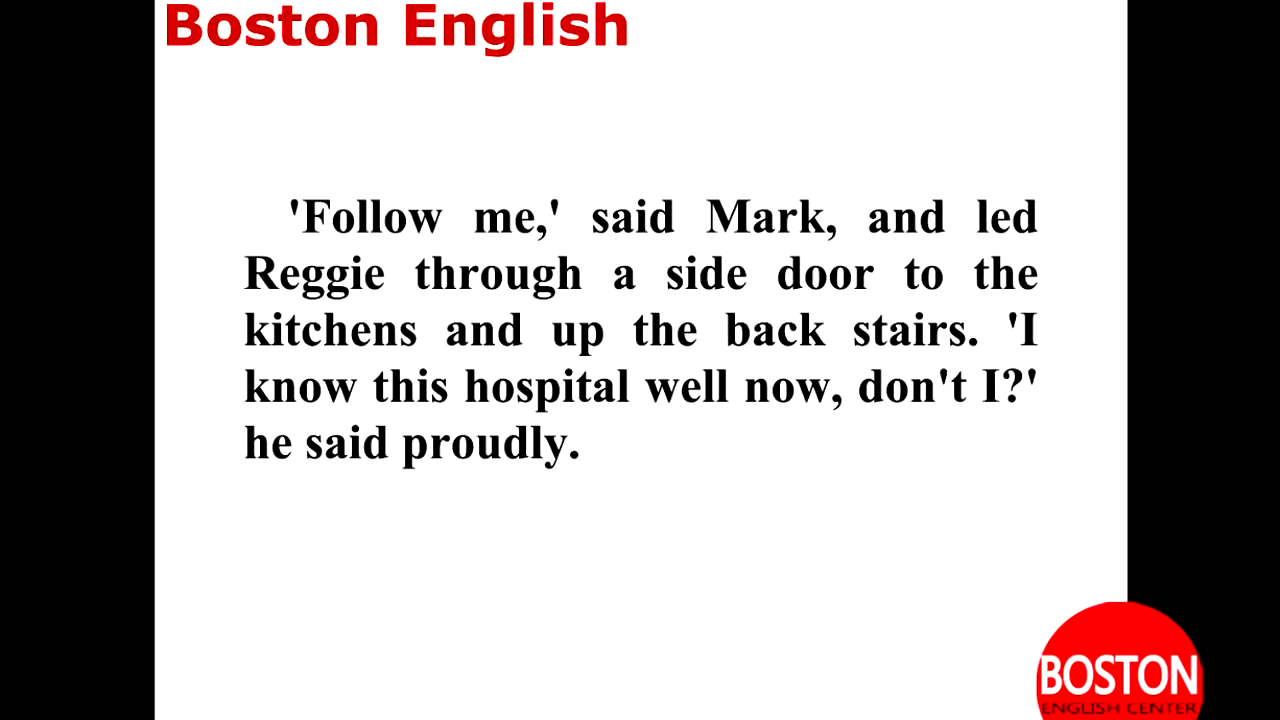 Boston English
'Follow me,' said Mark, and led
Reggie through a side door to the
kitchens and up the back stairs. 'I
know this hospital well now, don't I?'
he said proudly.
BOSTON
ENGLISH CENTER